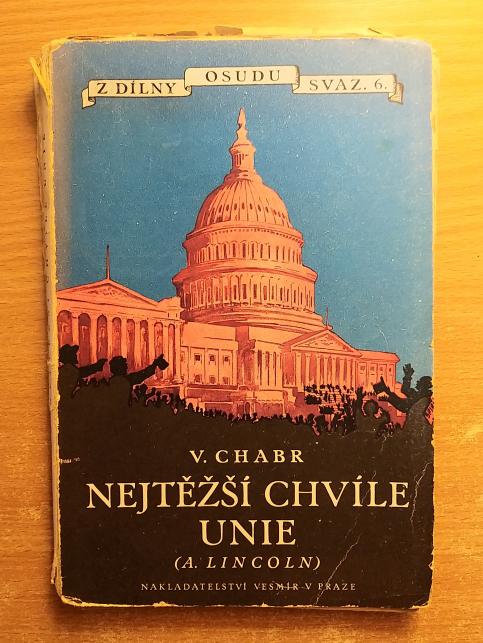 Z DÍLNY OSUDU SVAZ. 6.
V. CHABR
NEJTĚŽŠÍ CHVÍLE
UNIE
(A. LINCOLN)
NAKLADATELSTVÍ VESMÍR V PRAZE